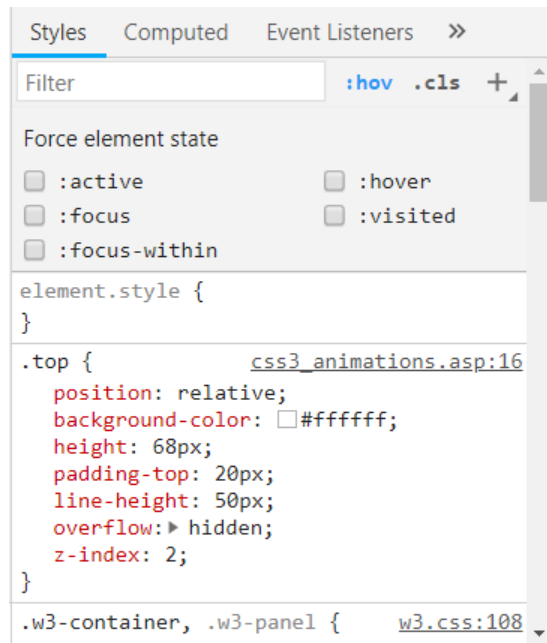 Styles Computed Event Listeners »
Filter :hov .cls +
Force element state
:active :hover
:focus :visited
:focus-within
element.style {
}
.top { css3_animations.asp:16
position: relative;
background-color: #ffffff;
height: 68px;
padding-top: 20px;
line-height: 50px;
overflow: hidden;
z-index: 2;
}
.w3-container, .w3-panel { w3.css:108